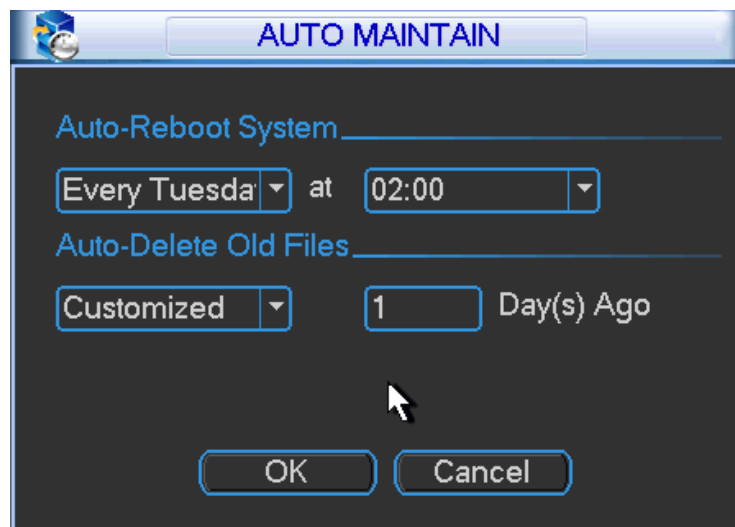 AUTO MAINTAIN
Auto-Reboot System
Every Tuesda at 02:00
Auto-Delete Old Files
Customized 1 Day(s) Ago
OK Cancel